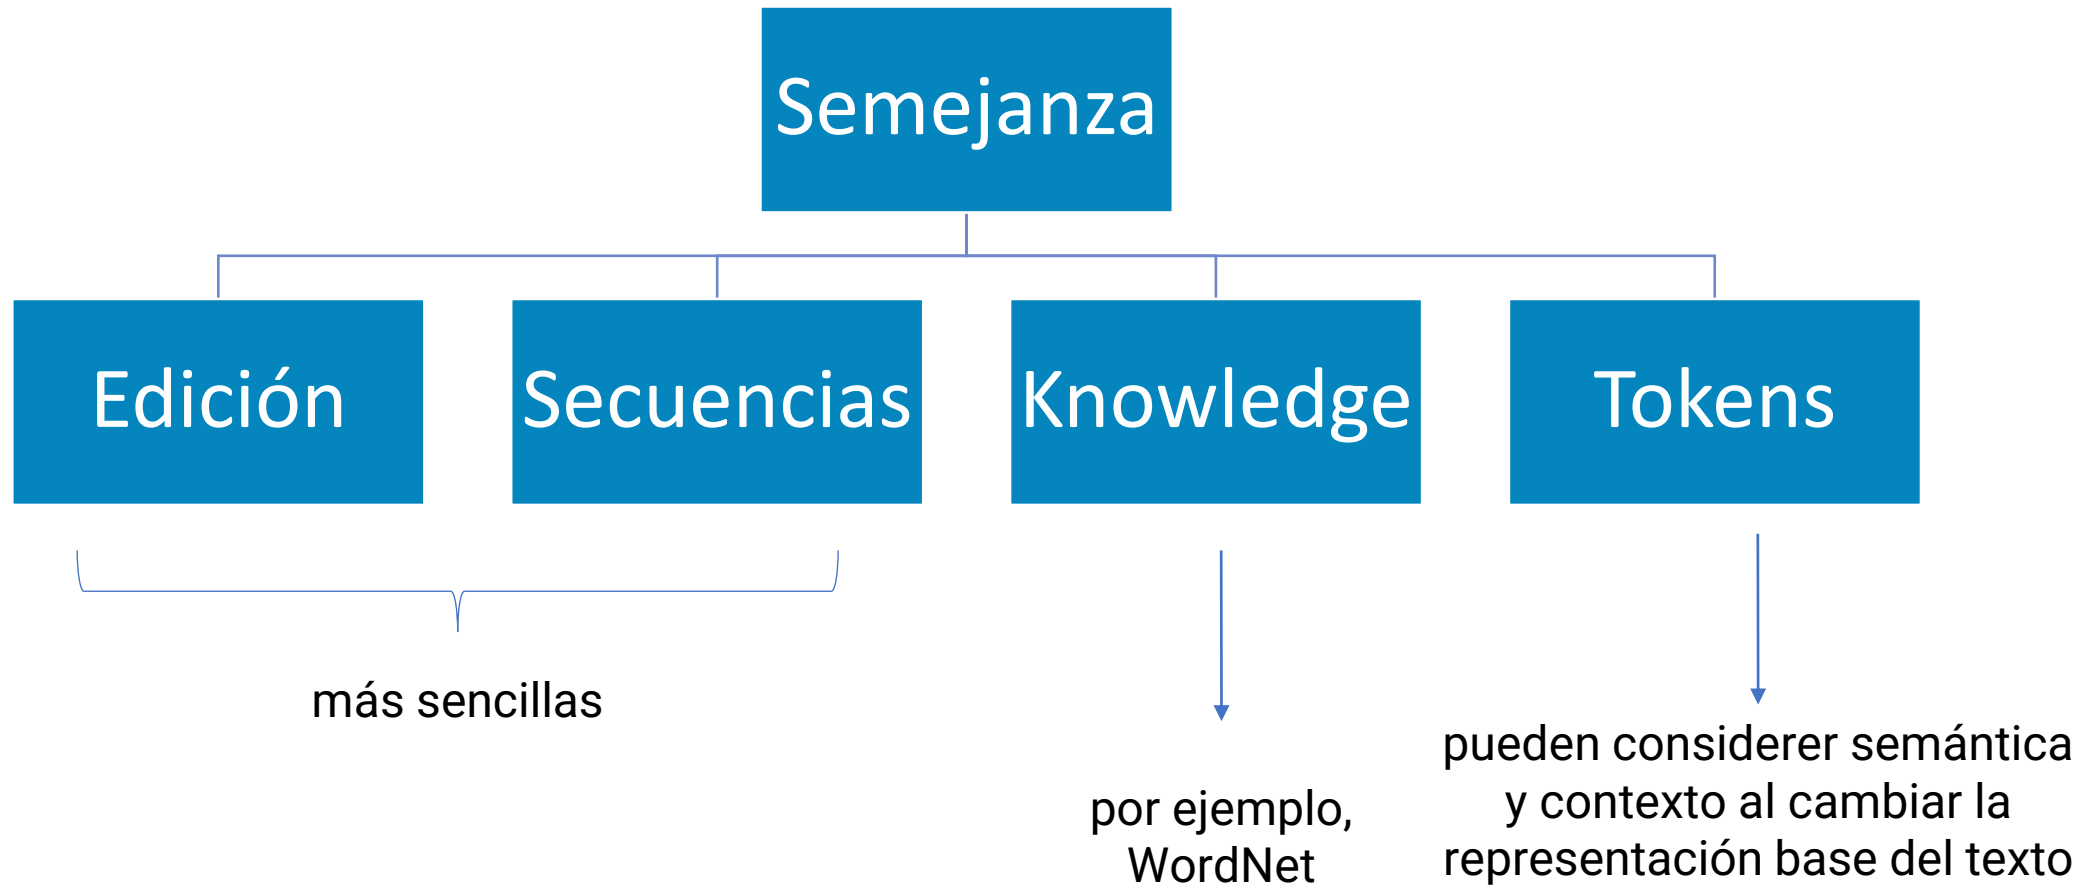 Semejanza
Edición
Secuencias
Knowledge
Tokens
más sencillas
por ejemplo,
WordNet
pueden considerer semántica
y contexto al cambiar la
representación base del texto